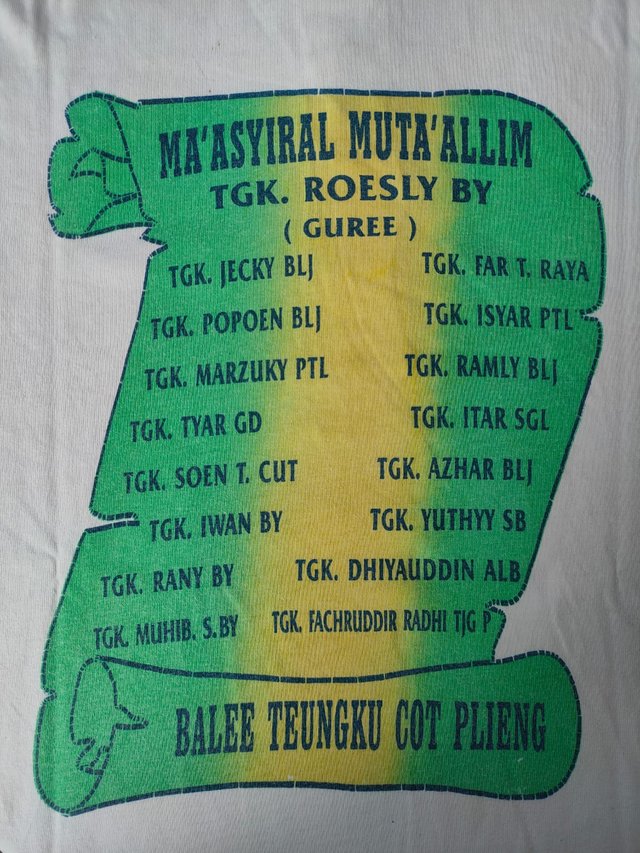 MA'ASYIRAL MUTA'ALLIM
TGK. ROESLY BY
( GUREE )
TGK. JECKY BLJ TGK. FAR T. RAYA
TGK. POPOEN BLJ TGK. ISYAR PTL
TGK. MARZUKY PTL TGK. RAMLY BLJ
TGK. TYAR GD TGK. ITAR SGL
TGK. SOEN T. CUT TGK. AZHAR BLJ
TGK. IWAN BY TGK. YUTHYY SB
TGK. RANY BY TGK. DHIYAUDDIN ALB
TGK. MUHIB. S.BY TGK. FACHRUDDIR RADHI TJG P
BALEE TEUNGKU COT PLIENG